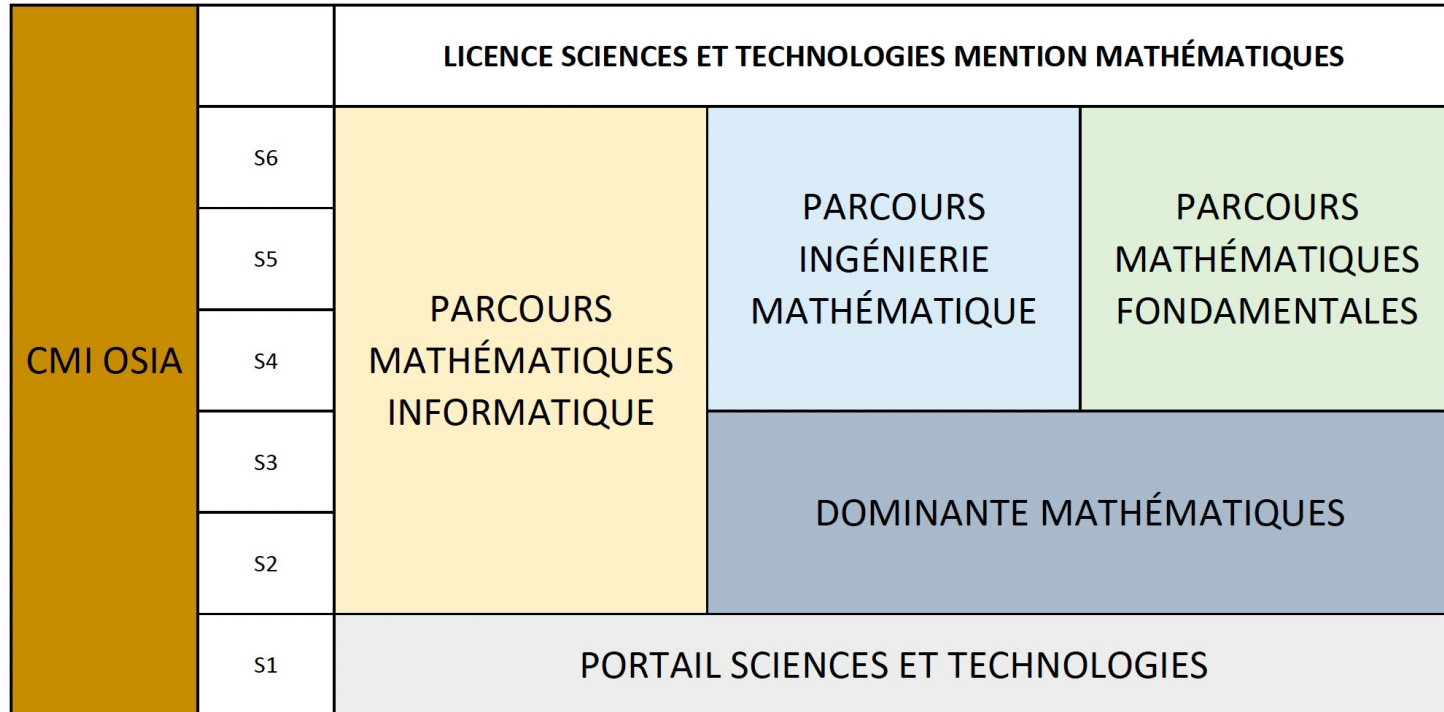 LICENCE SCIENCES ET TECHNOLOGIES MENTION MATHÉMATIQUES
CMI OSIA
S6
S5
S4
S3
S2
S1
PARCOURS
MATHÉMATIQUES
INFORMATIQUE
PARCOURS
INGÉNIERIE
MATHÉMATIQUE
PARCOURS
MATHÉMATIQUES
FONDAMENTALES
DOMINANTE MATHÉMATIQUES
PORTAIL SCIENCES ET TECHNOLOGIES